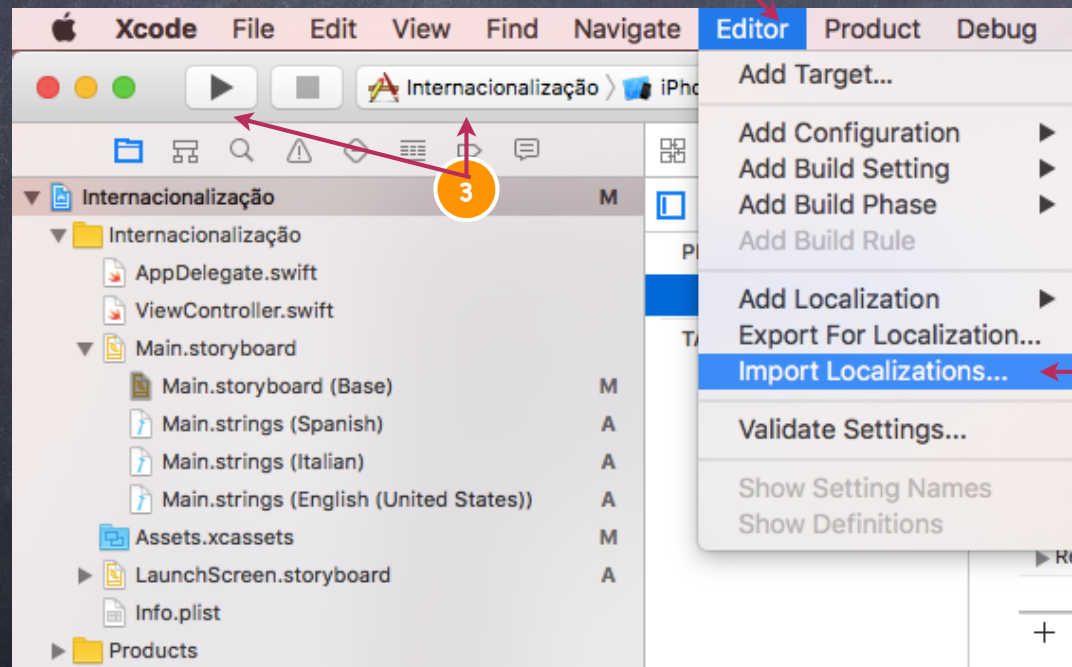 Xcode File Edit View Find Navigate Editor Product Debug
Internacionalização
3
Internacionalização M
Internacionalização
AppDelegate.swift
ViewController.swift
Main.storyboard
Main.storyboard (Base) M
Main.strings (Spanish) A
Main.strings (Italian) A
Main.strings (English (United States)) A
Assets.xcassets M
LaunchScreen.storyboard A
Info.plist
Products
Add Target...
Add Configuration
Add Build Setting
Add Build Phase
Add Build Rule
Add Localization
Export For Localization...
Import Localizations...
Validate Settings...
Show Setting Names
Show Definitions
+